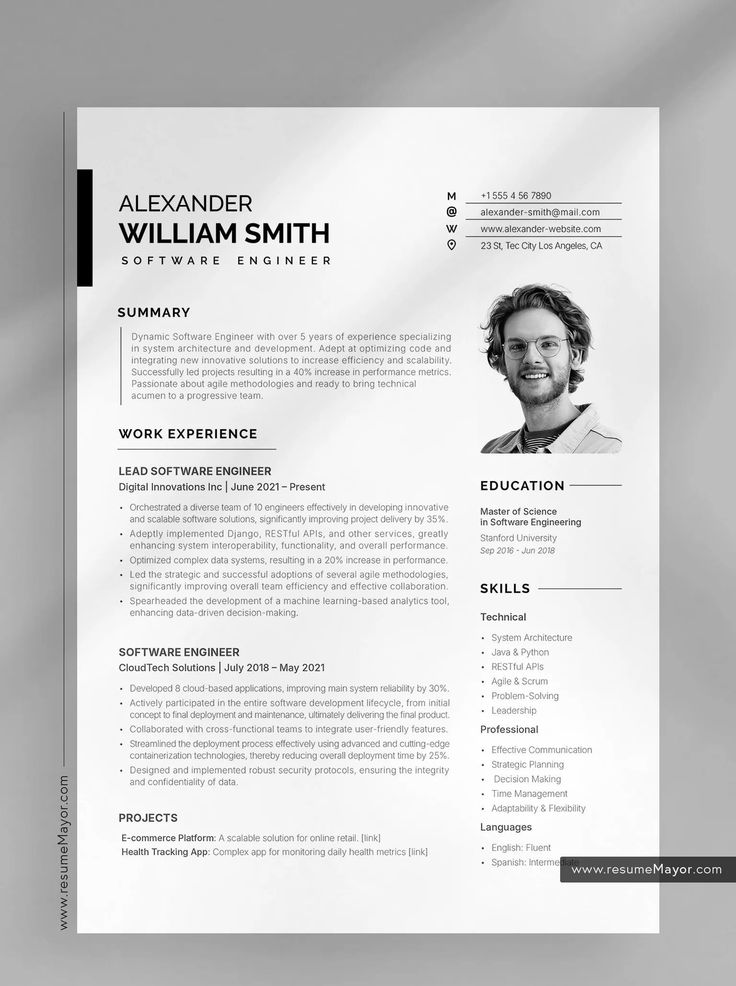 ALEXANDER
WILLIAM SMITH
SOFTWARE ENGINEER
M +1 555 4 56 7890
@ alexander-smith@mail.com
W www.alexander-website.com
23 St, Tec City Los Angeles, CA
SUMMARY
Dynamic Software Engineer with over 5 years of experience specializing
in system architecture and development. Adept at optimizing code and
integrating new innovative solutions to increase efficiency and scalability.
Successfully led projects resulting in a 40% increase in performance metrics.
Passionate about agile methodologies and ready to bring technical
acumen to a progressive team.
WORK EXPERIENCE
LEAD SOFTWARE ENGINEER
Digital Innovations Inc | June 2021 – Present
• Orchestrated a diverse team of 10 engineers effectively in developing innovative
and scalable software solutions, significantly improving project delivery by 35%.
• Adeptly implemented Django, RESTful APIs, and other services, greatly
enhancing system interoperability, functionality, and overall performance.
• Optimized complex data systems, resulting in a 20% increase in performance.
• Led the strategic and successful adoptions of several agile methodologies,
significantly improving overall team efficiency and effective collaboration.
• Spearheaded the development of a machine learning-based analytics tool,
enhancing data-driven decision-making.
SOFTWARE ENGINEER
CloudTech Solutions | July 2018 – May 2021
• Developed 8 cloud-based applications, improving main system reliability by 30%.
• Actively participated in the entire software development lifecycle, from initial
concept to final deployment and maintenance, ultimately delivering the final product.
• Collaborated with cross-functional teams to integrate user-friendly features.
• Streamlined the deployment process effectively using advanced and cutting-edge
containerization technologies, thereby reducing overall deployment time by 25%.
• Designed and implemented robust security protocols, ensuring the integrity
and confidentiality of data.
PROJECTS
E-commerce Platform: A scalable solution for online retail. [link]
Health Tracking App: Complex app for monitoring daily health metrics [link]
EDUCATION
Master of Science
in Software Engineering
Stanford University
Sep 2016 - Jun 2018
SKILLS
Technical
• System Architecture
• Java & Python
• RESTful APIs
• Agile & Scrum
• Problem-Solving
• Leadership
Professional
• Effective Communication
• Strategic Planning
• Decision Making
• Time Management
• Adaptability & Flexibility
Languages
• English: Fluent
• Spanish: Intermediate
www.resumeMayor.com
www.resumeMayor.com